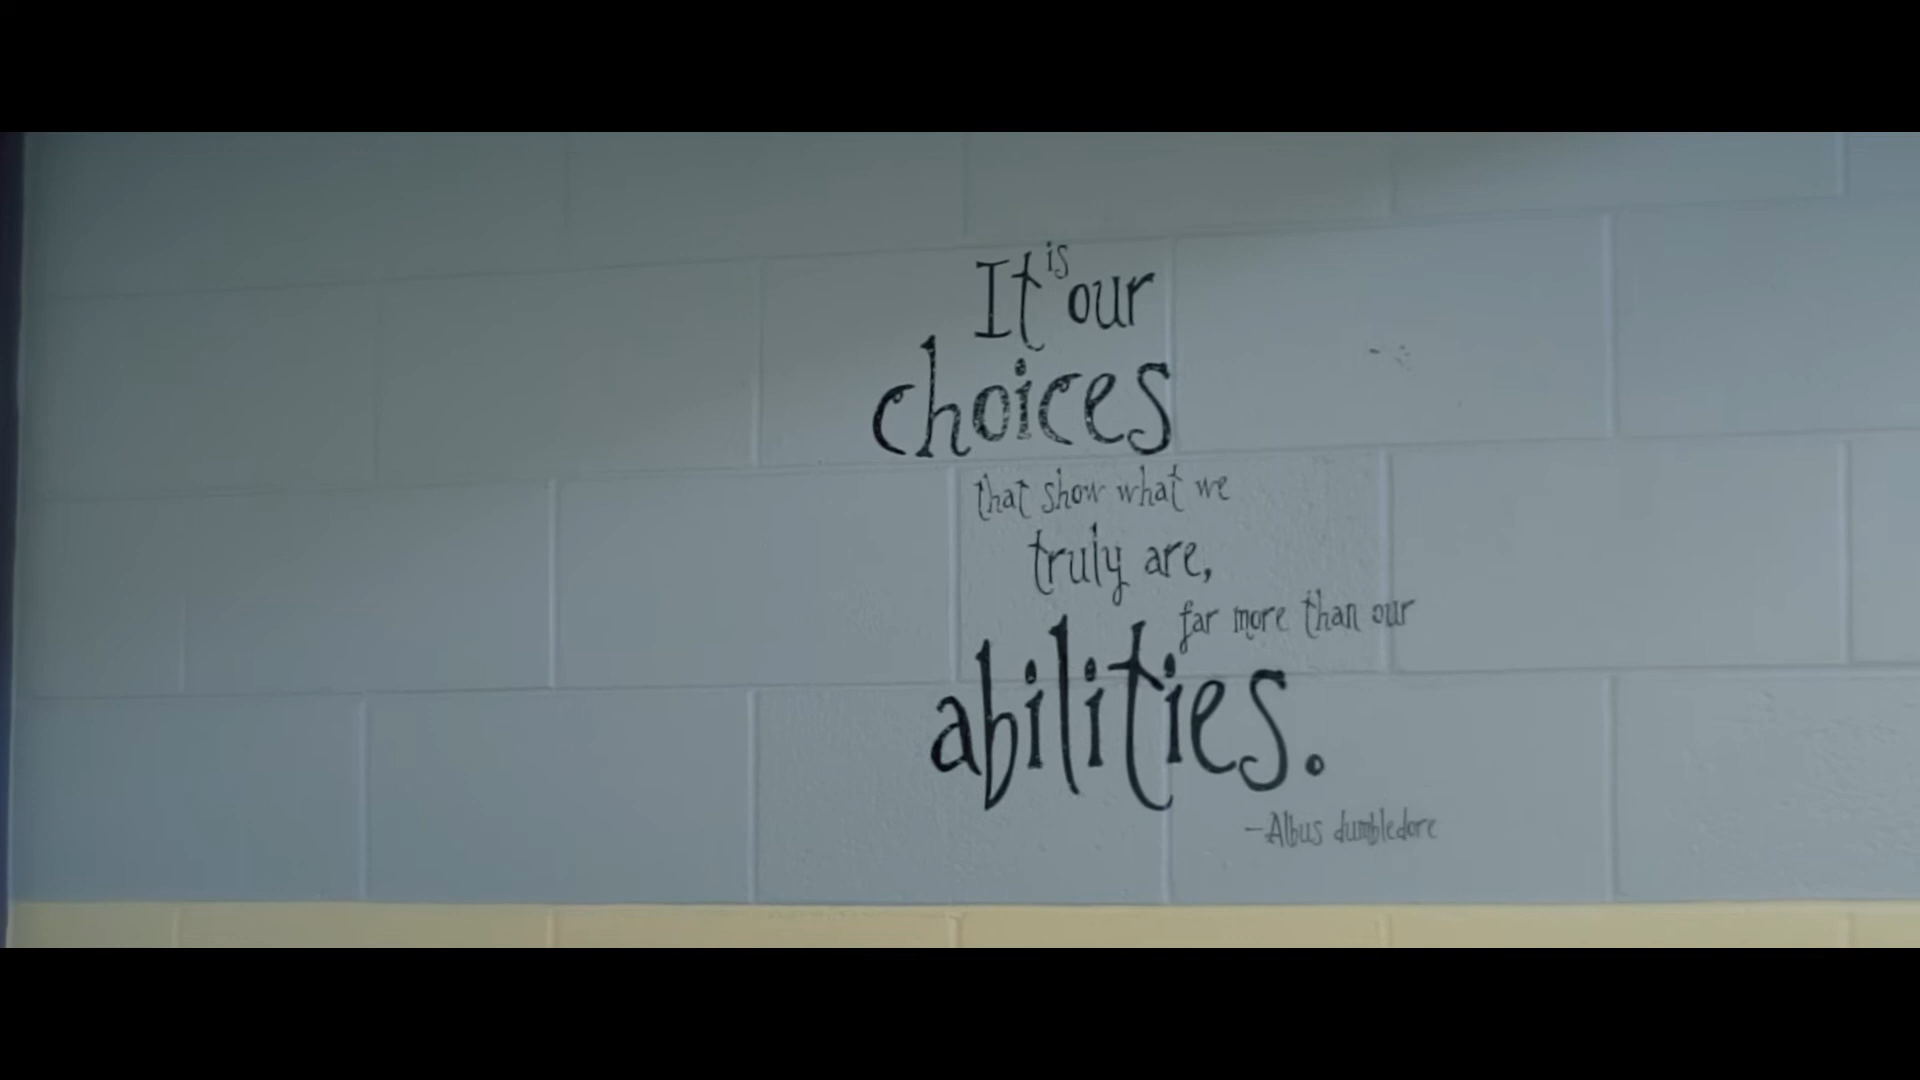 It is our
choices
that show what we
truly are,
far more than our
abilities.
-Albus dumbledore